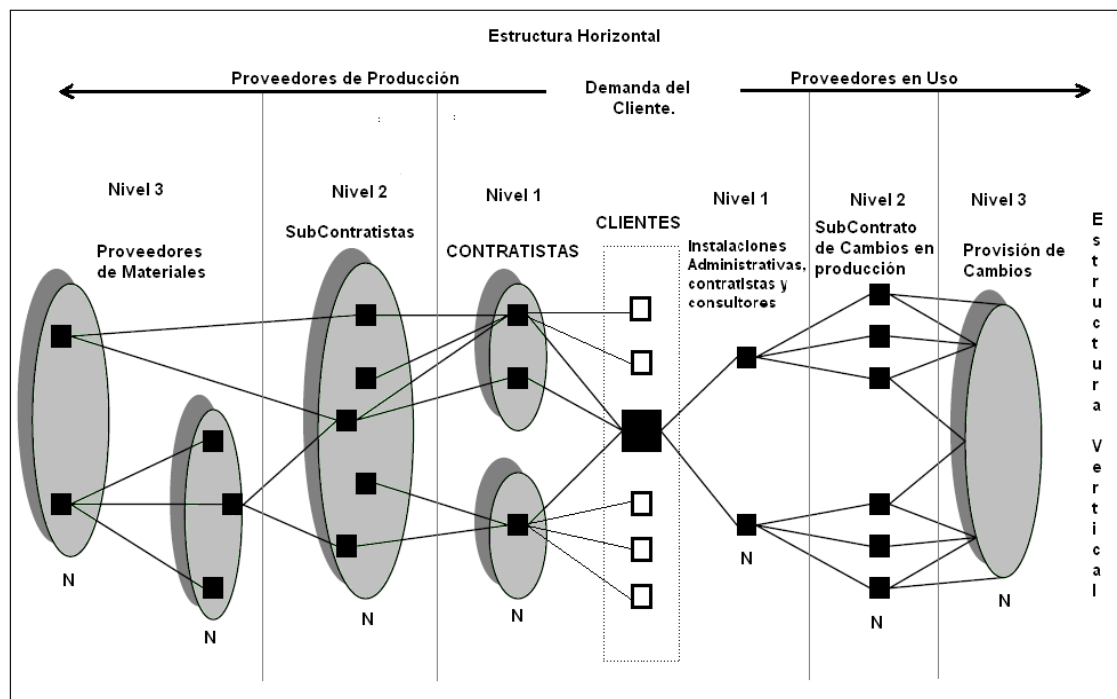 Estructura Horizontal
Proveedores de Producción
Demanda del
Cliente.
Proveedores en Uso
Nivel 3
Nivel 2
Nivel 1
Nivel 1
Nivel 2
Nivel 3
Proveedores
de Materiales
SubContratistas
CONTRATISTAS
CLIENTES
Instalaciones
Administrativas,
contratistas y
consultores
SubContrato
de Cambios en
producción
Provisión de
Cambios
Estructura Vertical
N
N
N
N
N
N
N